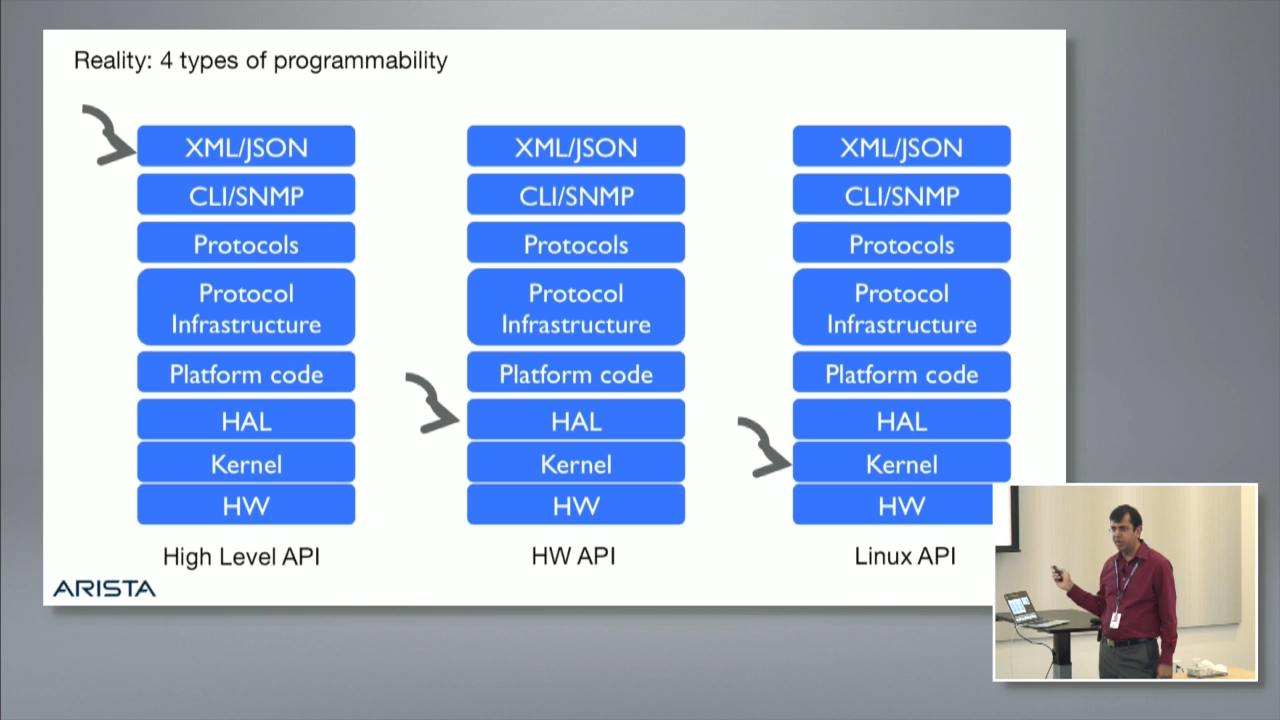 Reality: 4 types of programmability
XML/JSON
CLI/SNMP
Protocols
Protocol
Infrastructure
Platform code
HAL
Kernel
HW
High Level API
XML/JSON
CLI/SNMP
Protocols
Protocol
Infrastructure
Platform code
HAL
Kernel
HW
HW API
XML/JSON
CLI/SNMP
Protocols
Protocol
Infrastructure
Platform code
HAL
Kernel
HW
Linux API
ARISTA